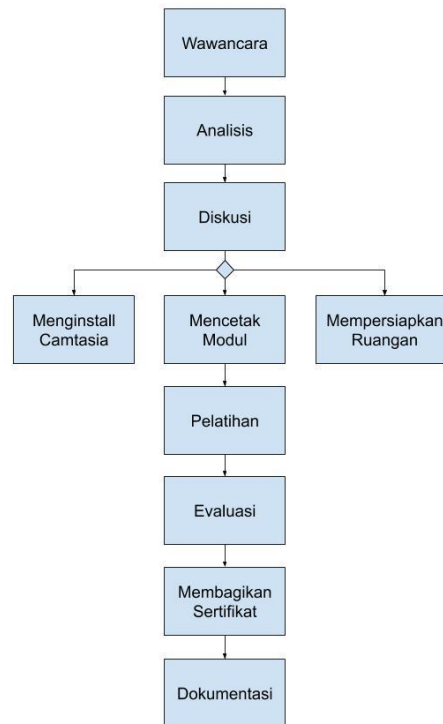 Wawancara
Analisis
Diskusi
Menginstall
Camtasia
Mencetak
Modul
Mempersiapkan
Ruangan
Pelatihan
Evaluasi
Membagikan
Sertifikat
Dokumentasi